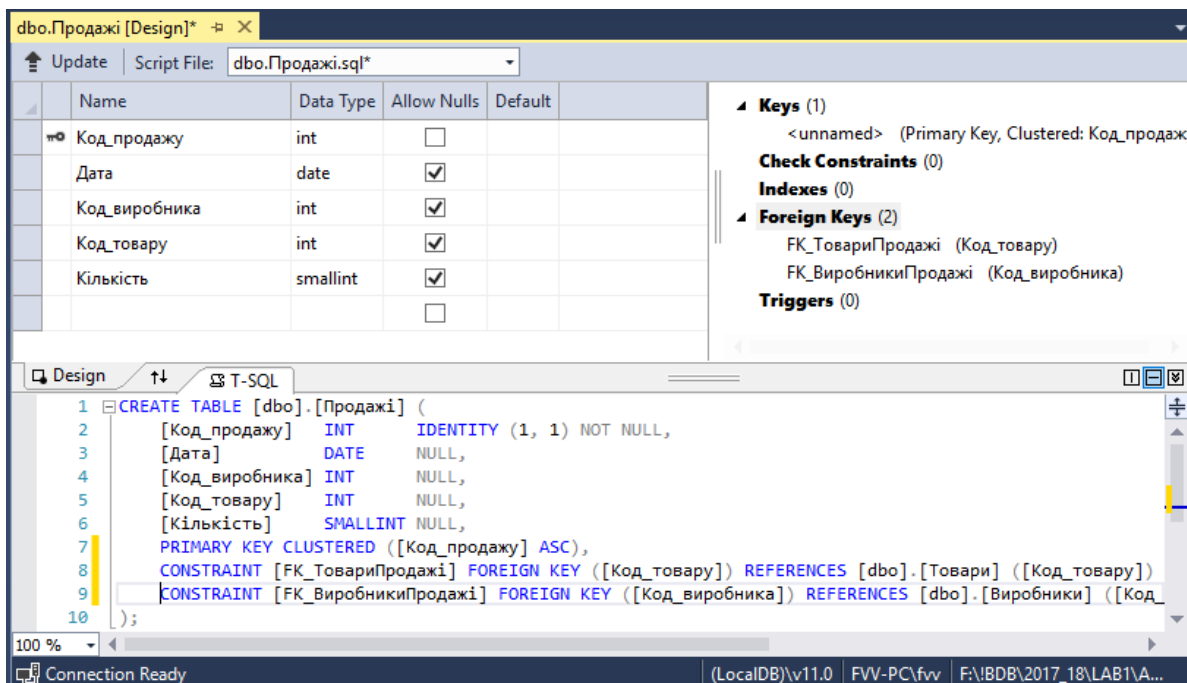 dbo.Продажі [Design]*
Update Script File: dbo.Продажі.sql*
Name Data Type Allow Nulls Default
Код_продажу int
Дата date
Код_виробника int
Код_товару int
Кількість smallint
Keys (1)
<unnamed> (Primary Key, Clustered: Код_продаж
Check Constraints (0)
Indexes (0)
Foreign Keys (2)
FK_ТовариПродажі (Код_товару)
FK_ВиробникиПродажі (Код_виробника)
Triggers (0)
Design T-SQL
1 CREATE TABLE [dbo].[Продажі] (
2 [Код_продажу] INT IDENTITY (1, 1) NOT NULL,
3 [Дата] DATE NULL,
4 [Код_виробника] INT NULL,
5 [Код_товару] INT NULL,
6 [Кількість] SMALLINT NULL,
7 PRIMARY KEY CLUSTERED ([Код_продажу] ASC),
8 CONSTRAINT [FK_ТовариПродажі] FOREIGN KEY ([Код_товару]) REFERENCES [dbo].[Товари] ([Код_товару])
9 CONSTRAINT [FK_ВиробникиПродажі] FOREIGN KEY ([Код_виробника]) REFERENCES [dbo].[Виробники] ([Код_
10 );
100 %
Connection Ready (LocalDB)\v11.0 FVV-PC\fvv F:\!BDB\2017_18\LAB1\A...